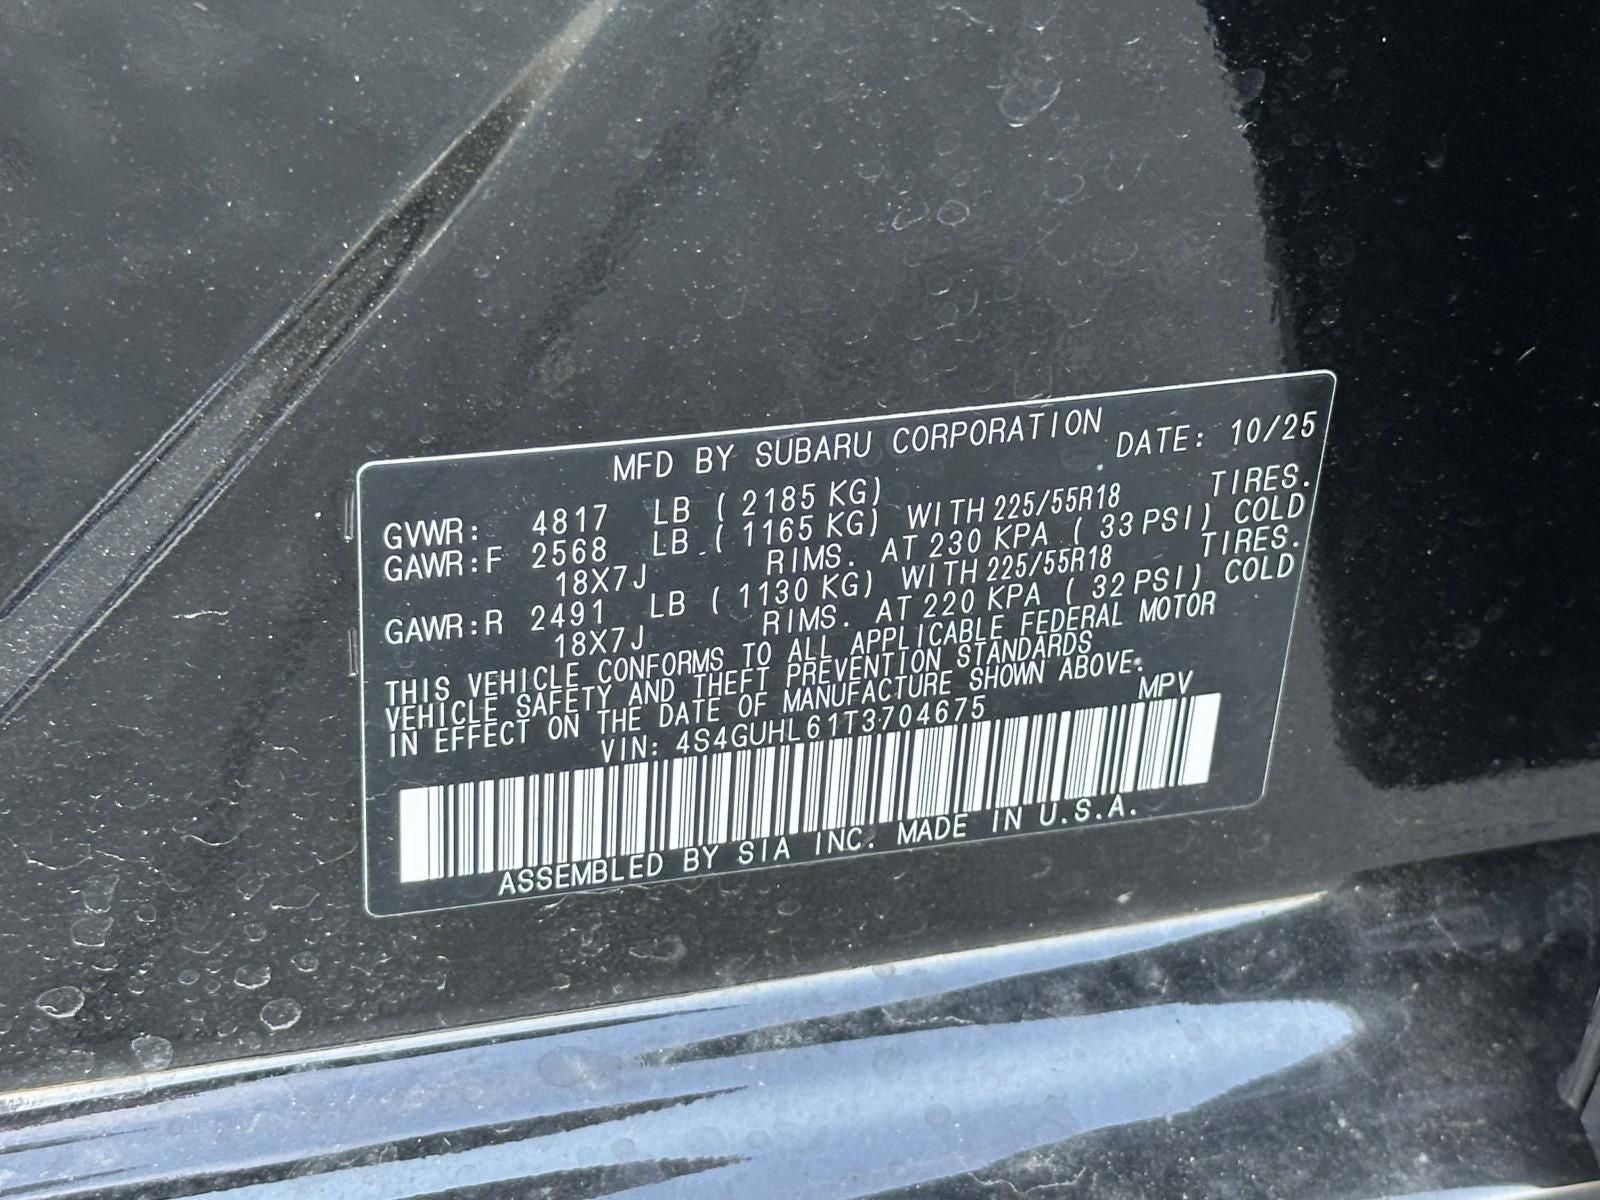 MFD BY SUBARU CORPORATION DATE: 10/25
GVWR: 4817 LB ( 2185 KG)
GAWR:F 2568 LB ( 1165 KG) WITH 225/55R18 TIRES.
18X7J RIMS. AT 230 KPA ( 33 PSI) COLD
GAWR:R 2491 LB ( 1130 KG) WITH 225/55R18 TIRES.
18X7J RIMS. AT 220 KPA ( 32 PSI) COLD
THIS VEHICLE CONFORMS TO ALL APPLICABLE FEDERAL MOTOR
VEHICLE SAFETY AND THEFT PREVENTION STANDARDS
IN EFFECT ON THE DATE OF MANUFACTURE SHOWN ABOVE.
VIN: 4S4GUHL61T3704675 MPV
ASSEMBLED BY SIA INC. MADE IN U.S.A.